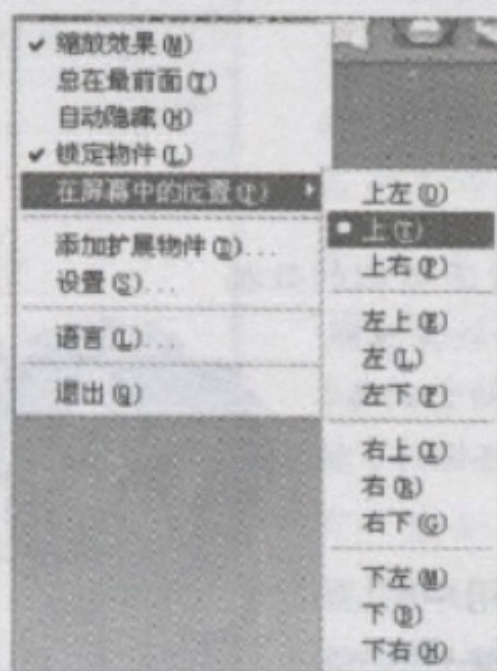 ✓ 缩放效果(M)
总在最前面(T)
自动隐藏(H)
✓ 锁定物件(L)
在屏幕中的位置(P)
添加扩展物件(D)...
设置(S)...
语言(L)...
退出(Q)
上左(O)
上(T)
上右(P)
左上(E)
左(L)
左下(F)
右上(I)
右(R)
右下(G)
下左(M)
下(B)
下右(H)